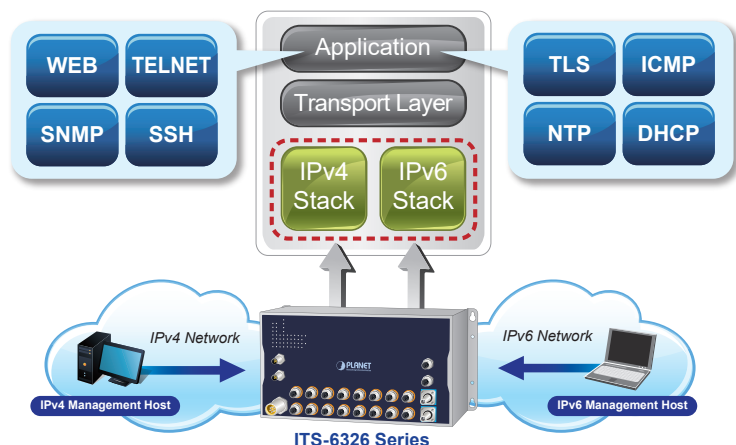 Application
WEB
TELNET
TLS
ICMP
Transport Layer
SNMP
SSH
NTP
DHCP
IPv4
Stack
IPv6
Stack
IPv4 Network
IPv6 Network
PLANET
IPv4 Management Host
IPv6 Management Host
ITS-6326 Series